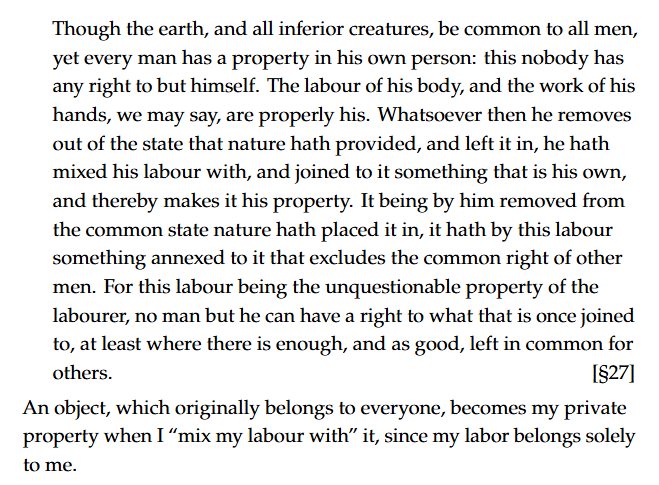 Though the earth, and all inferior creatures, be common to all men,
yet every man has a property in his own person: this nobody has
any right to but himself. The labour of his body, and the work of his
hands, we may say, are properly his. Whatsoever then he removes
out of the state that nature hath provided, and left it in, he hath
mixed his labour with, and joined to it something that is his own,
and thereby makes it his property. It being by him removed from
the common state nature hath placed it in, it hath by this labour
something annexed to it that excludes the common right of other
men. For this labour being the unquestionable property of the
labourer, no man but he can have a right to what that is once joined
to, at least where there is enough, and as good, left in common for
others. [§27]
An object, which originally belongs to everyone, becomes my private
property when I “mix my labour with” it, since my labor belongs solely
to me.